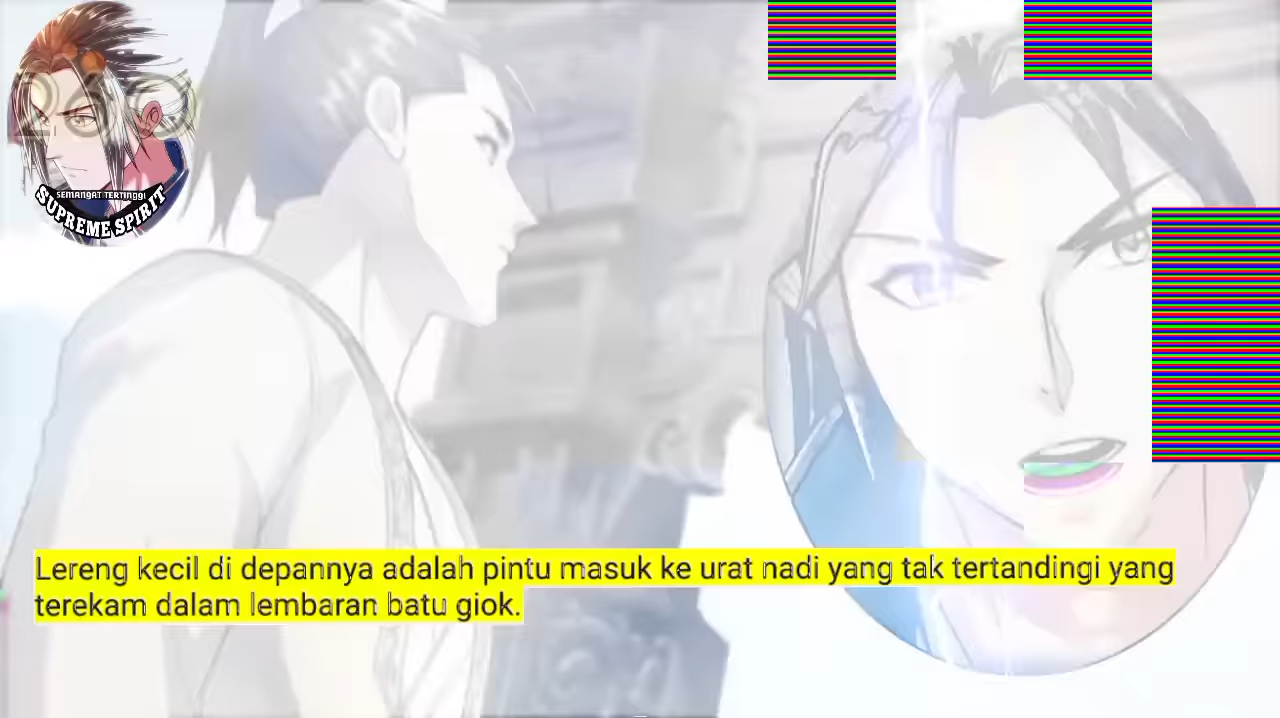 SEMANGAT TERTINGGI
SUPREME SPIRIT
Lereng kecil di depannya adalah pintu masuk ke urat nadi yang tak tertandingi yang
terekam dalam lembaran batu giok.